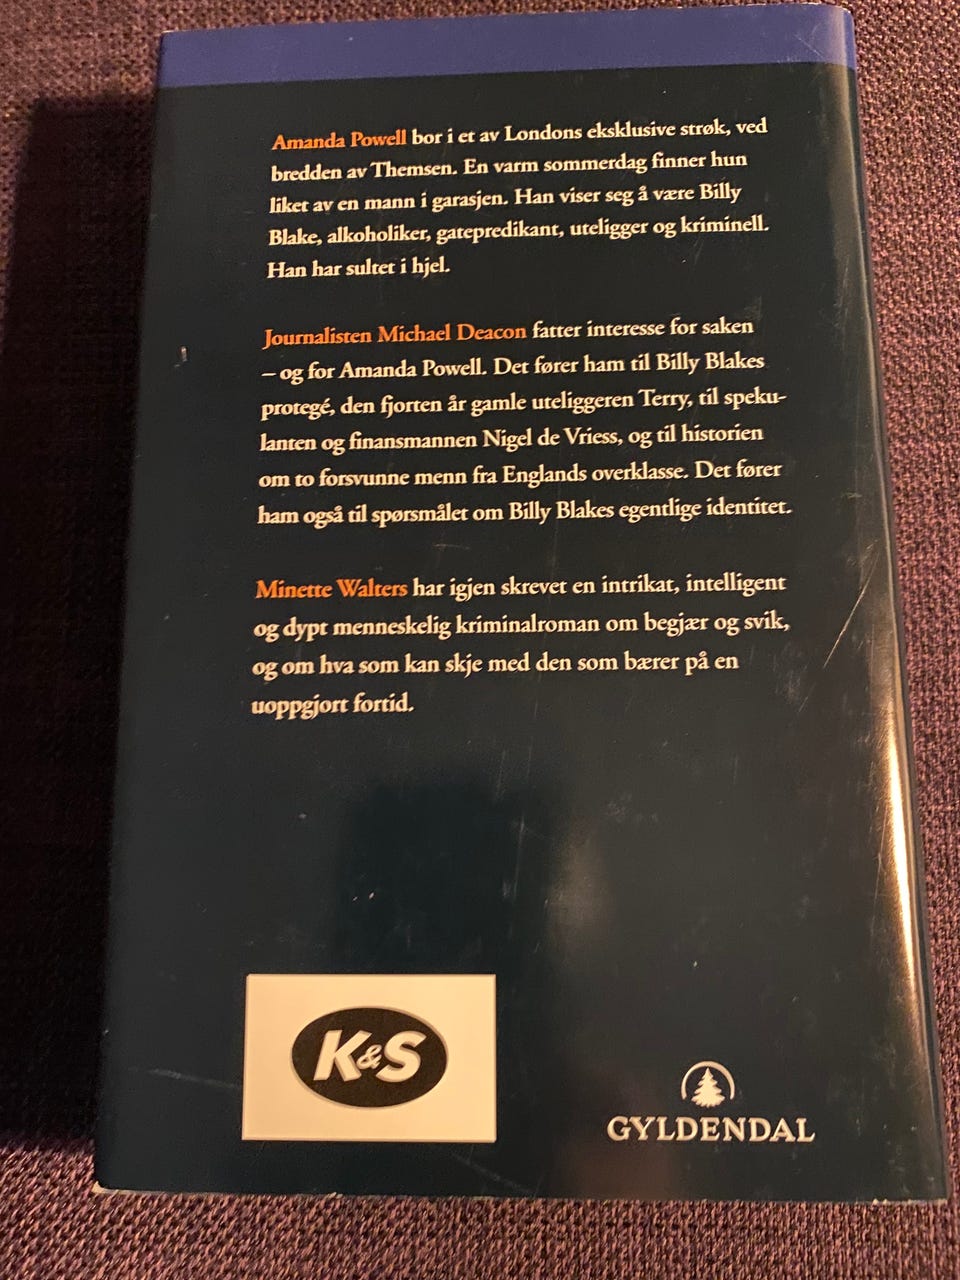 Amanda Powell bor i et av Londons eksklusive strøk, ved
bredden av Themsen. En varm sommerdag finner hun
liket av en mann i garasjen. Han viser seg å være Billy
Blake, alkoholiker, gatepredikant, uteligger og kriminell.
Han har sultet i hjel.
Journalisten Michael Deacon fatter interesse for saken
– og for Amanda Powell. Det fører ham til Billy Blakes
protegé, den fjorten år gamle uteliggeren Terry, til speku-
lanten og finansmannen Nigel de Vriess, og til historien
om to forsvunne menn fra Englands overklasse. Det fører
ham også til spørsmålet om Billy Blakes egentlige identitet.
Minette Walters har igjen skrevet en intrikat, intelligent
og dypt menneskelig kriminalroman om begjær og svik,
og om hva som kan skje med den som bærer på en
uoppgjort fortid.
K&S
GYLDENDAL